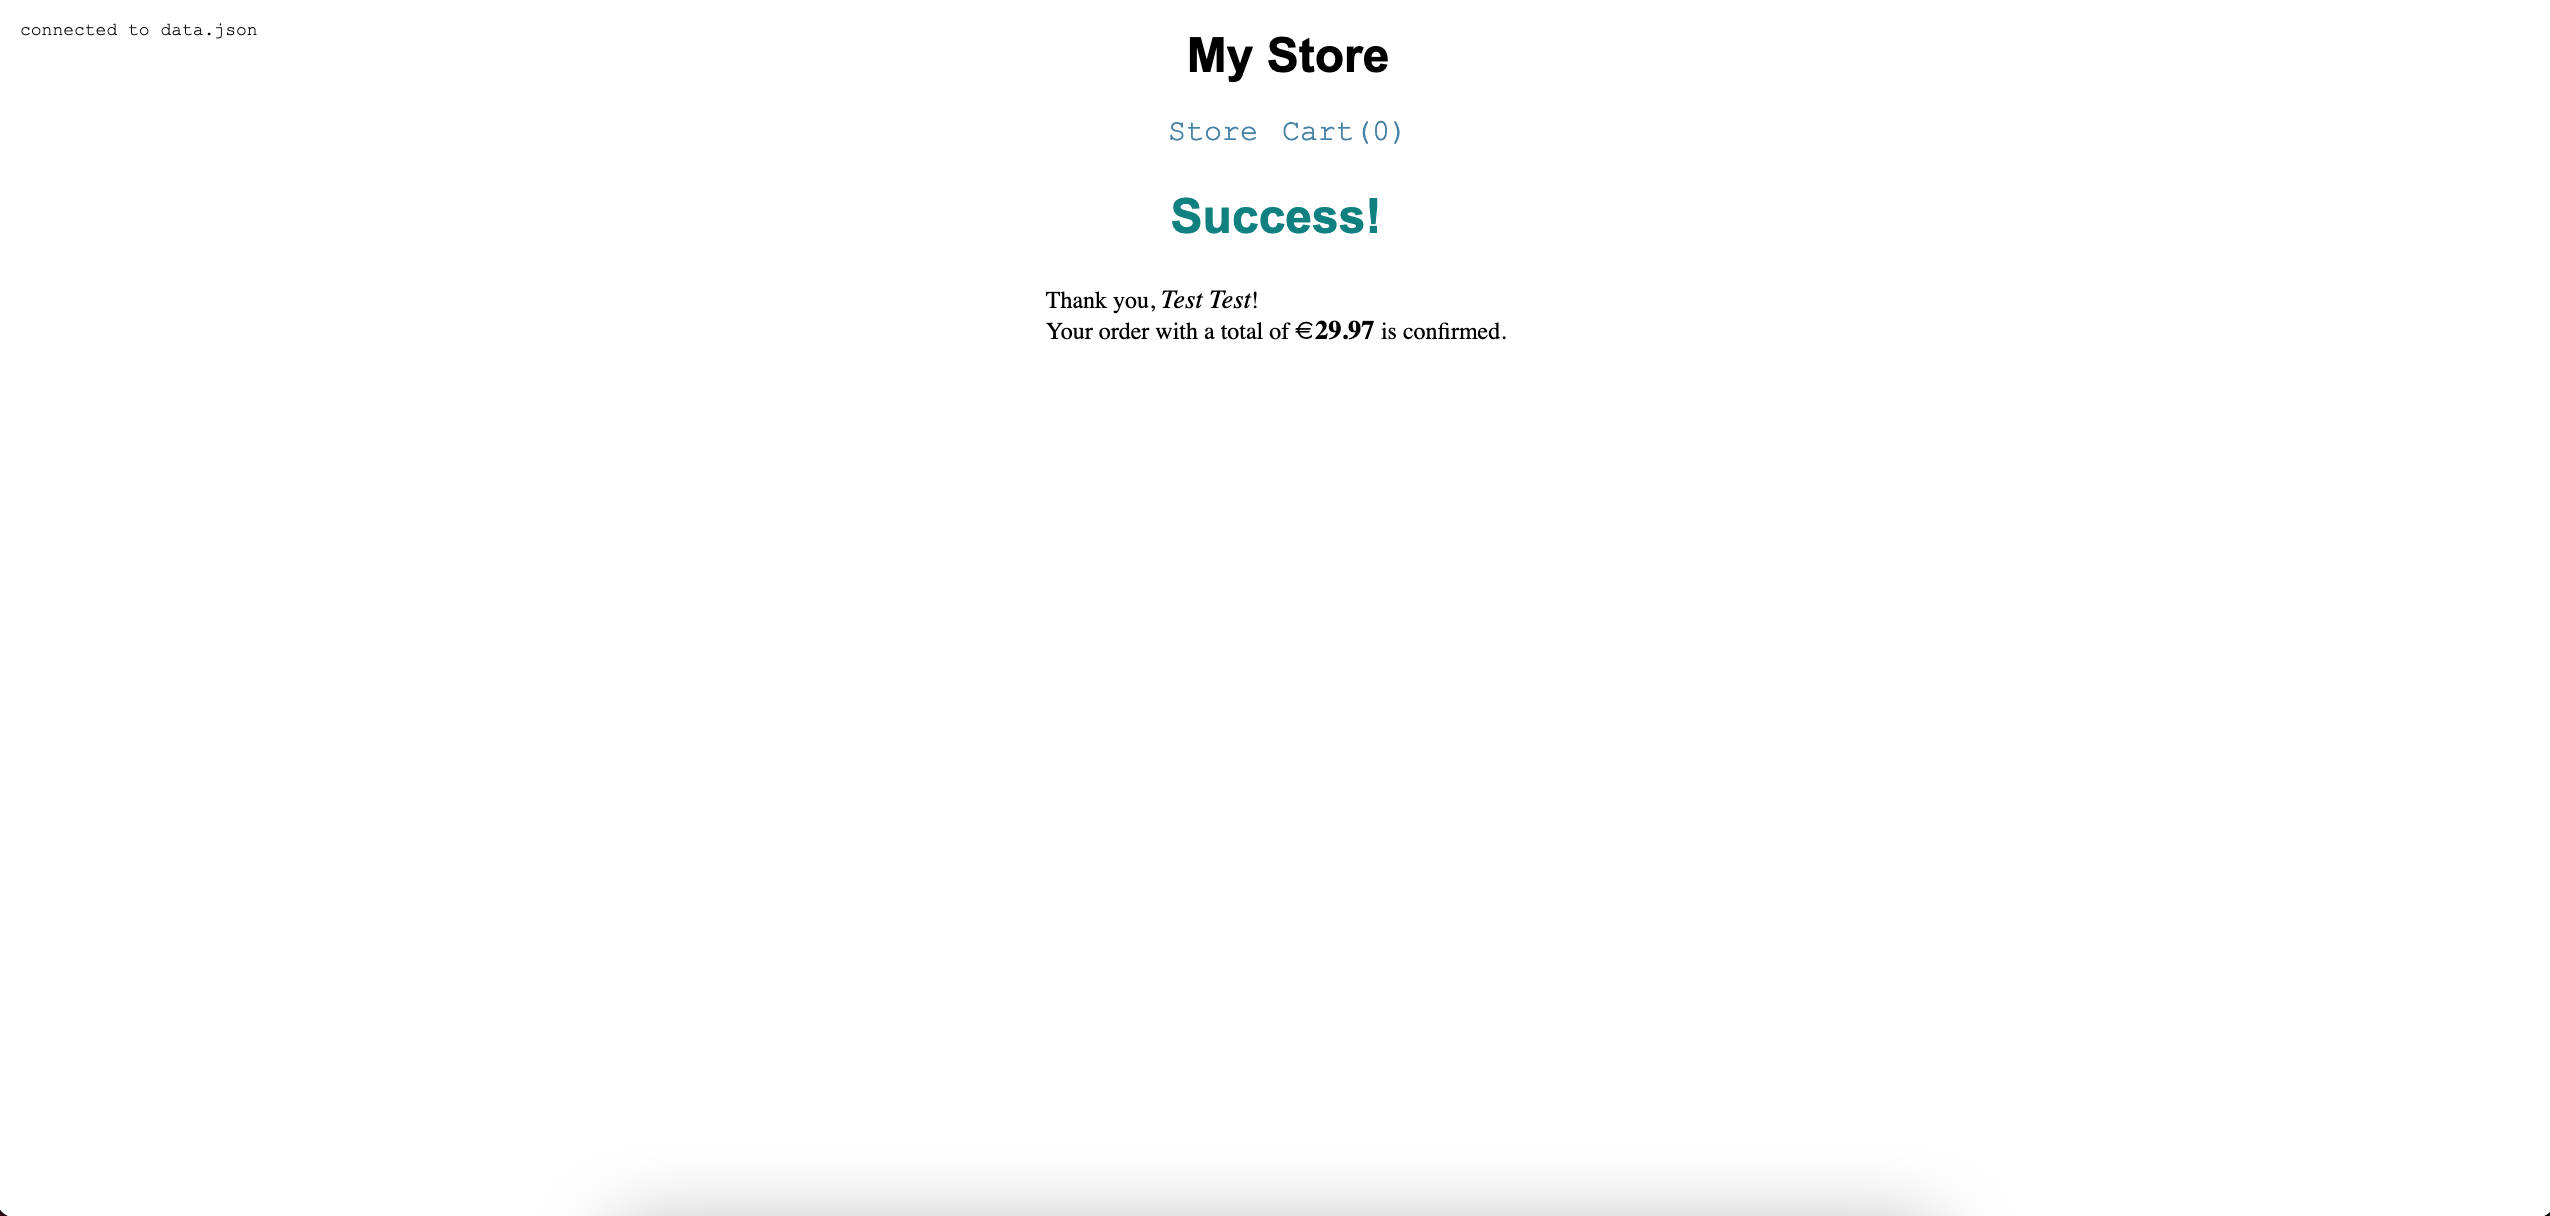 connected to data.json
My Store
Store Cart(0)
Success!
Thank you, Test Test!
Your order with a total of €29.97 is confirmed.